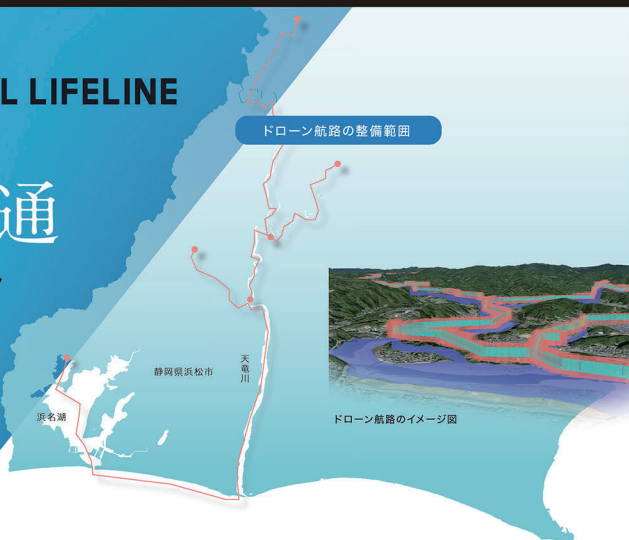 L LIFELINE
ドローン航路の整備範囲
通
天竜川
静岡県浜松市
浜名湖
ドローン航路のイメージ図